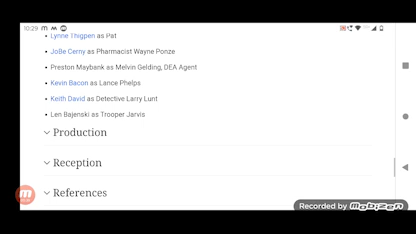 10:29
Lynne Thigpen as Pat
JoBe Cerny as Pharmacist Wayne Ponze
Preston Maybank as Melvin Gelding, DEA Agent
Kevin Bacon as Lance Phelps
Keith David as Detective Larry Lunt
Len Bajenski as Trooper Jarvis
Production
Reception
References
Recorded by Mobizen